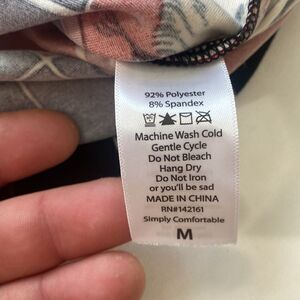 92% Polyester
8% Spandex
Machine Wash Cold
Gentle Cycle
Do Not Bleach
Hang Dry
Do Not Iron
or you'll be sad
MADE IN CHINA
RN#142161
Simply Comfortable
M